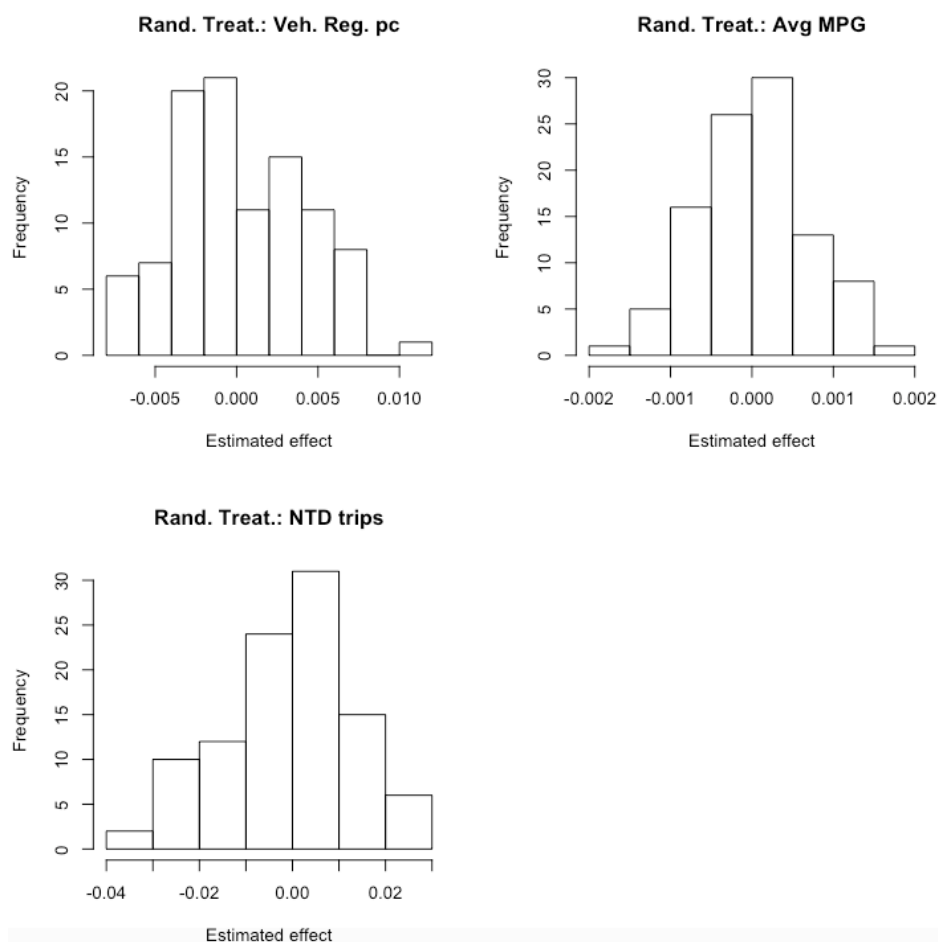 Rand. Treat.: Veh. Reg. pc
Frequency
20
15
10
5
0
-0.005 0.000 0.005 0.010
Estimated effect
Rand. Treat.: Avg MPG
Frequency
30
25
20
15
10
5
0
-0.002 -0.001 0.000 0.001 0.002
Estimated effect
Rand. Treat.: NTD trips
Frequency
30
25
20
15
10
5
0
-0.04 -0.02 0.00 0.02
Estimated effect